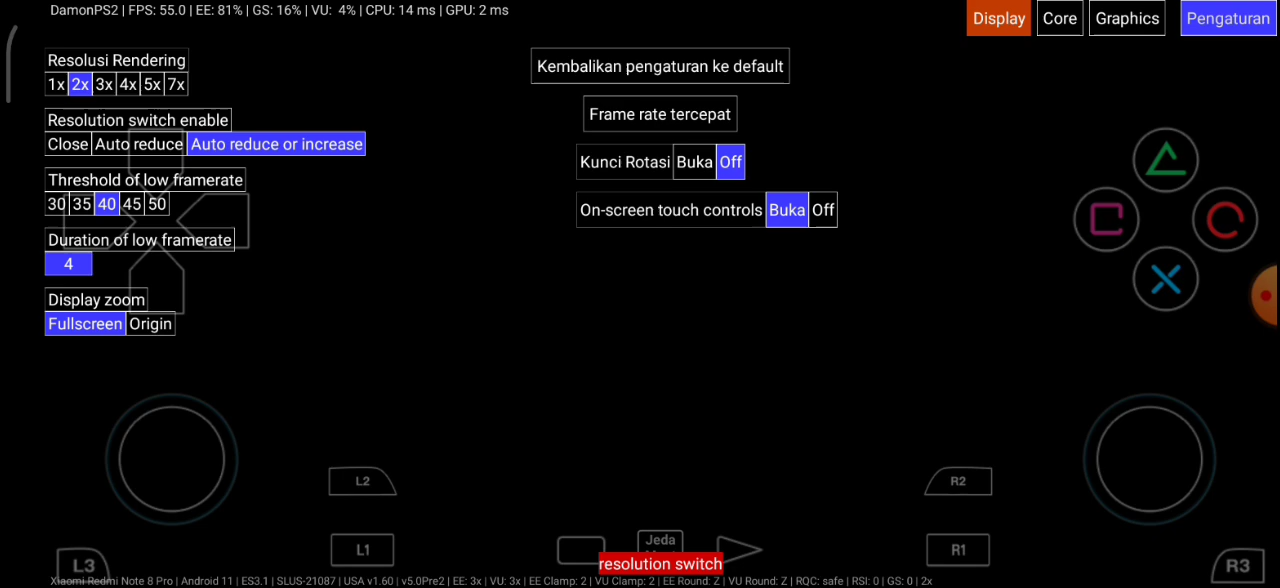 DamonPS2 | FPS: 55.0 | EE: 81% | GS: 16% | VU: 4% | CPU: 14 ms | GPU: 2 ms
Display Core Graphics Pengaturan
Resolusi Rendering
1x 2x 3x 4x 5x 7x
Resolution switch enable
Close Auto reduce Auto reduce or increase
Threshold of low framerate
30 35 40 45 50
Duration of low framerate
4
Display zoom
Fullscreen Origin
Kembalikan pengaturan ke default
Frame rate tercepat
Kunci Rotasi Buka Off
On-screen touch controls Buka Off
L2
R2
L1
Jeda
R1
L3
resolution switch
R3
Xiaomi Redmi Note 8 Pro | Android 11 | ES3.1 | SLUS-21087 | USA v1.60 | v5.0Pre2 | EE: 3x | VU: 3x | EE Clamp: 2 | VU Clamp: 2 | EE Round: Z | VU Round: Z | RQC: safe | RSI: 0 | GS: 0 | 2x